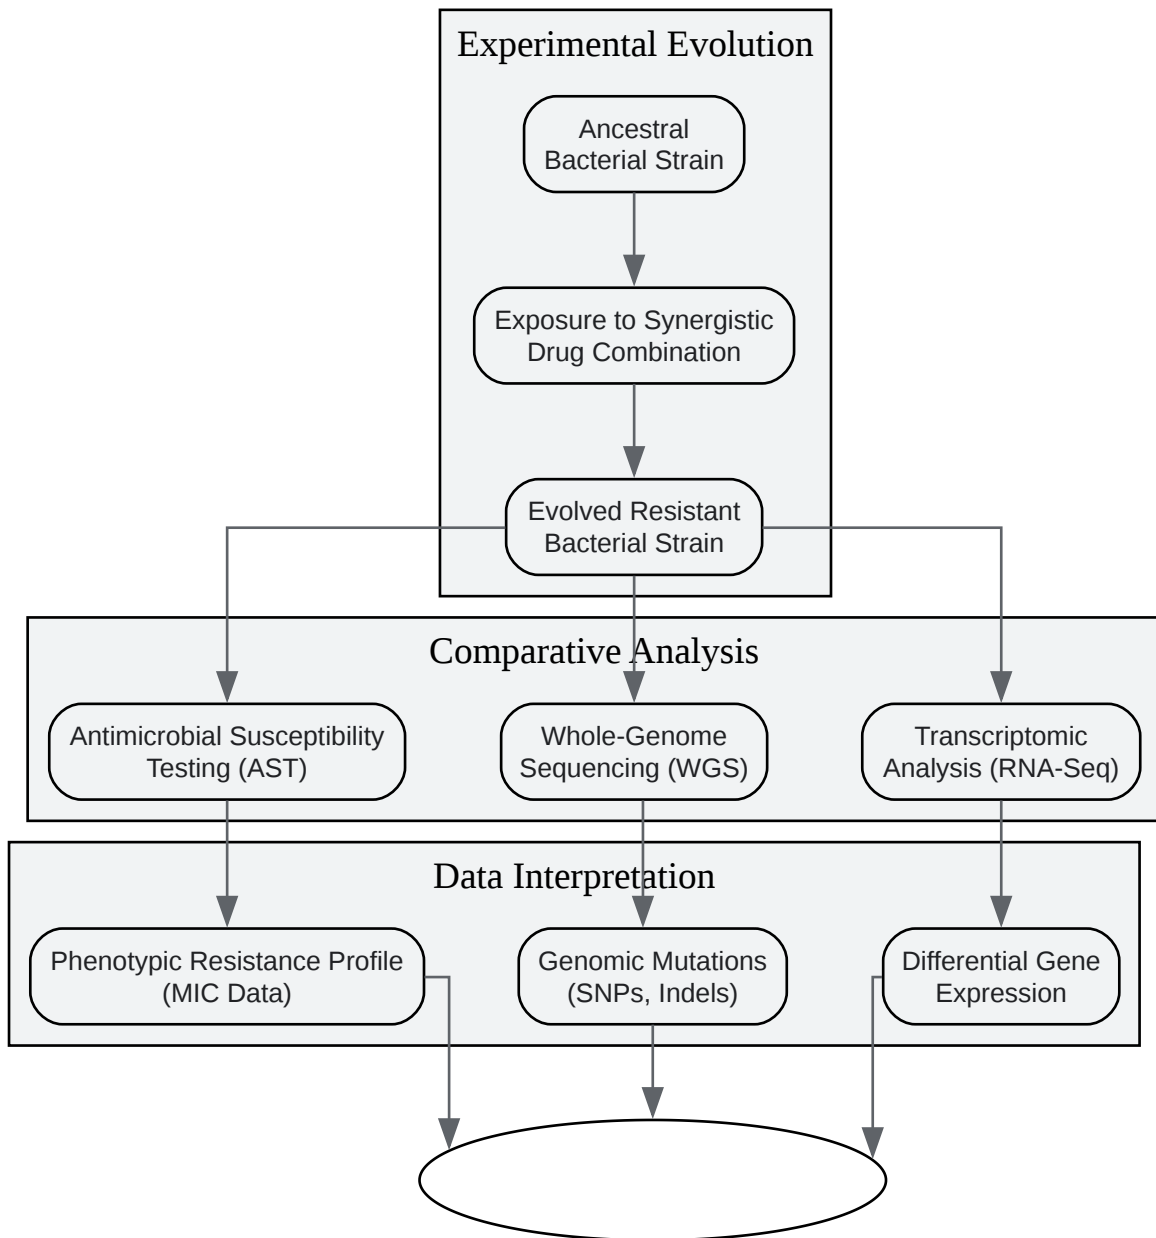 Experimental Evolution
Ancestral
Bacterial Strain
Exposure to Synergistic
Drug Combination
Evolved Resistant
Bacterial Strain
Comparative Analysis
Antimicrobial Susceptibility
Testing (AST)
Whole-Genome
Sequencing (WGS)
Transcriptomic
Analysis (RNA-Seq)
Data Interpretation
Phenotypic Resistance Profile
(MIC Data)
Genomic Mutations
(SNPs, Indels)
Differential Gene
Expression